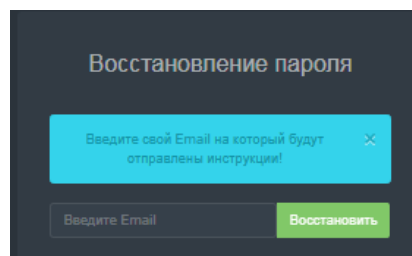 Восстановление пароля
Введите свой Email на который будут
отправлены инструкции!
×
Введите Email
Восстановить